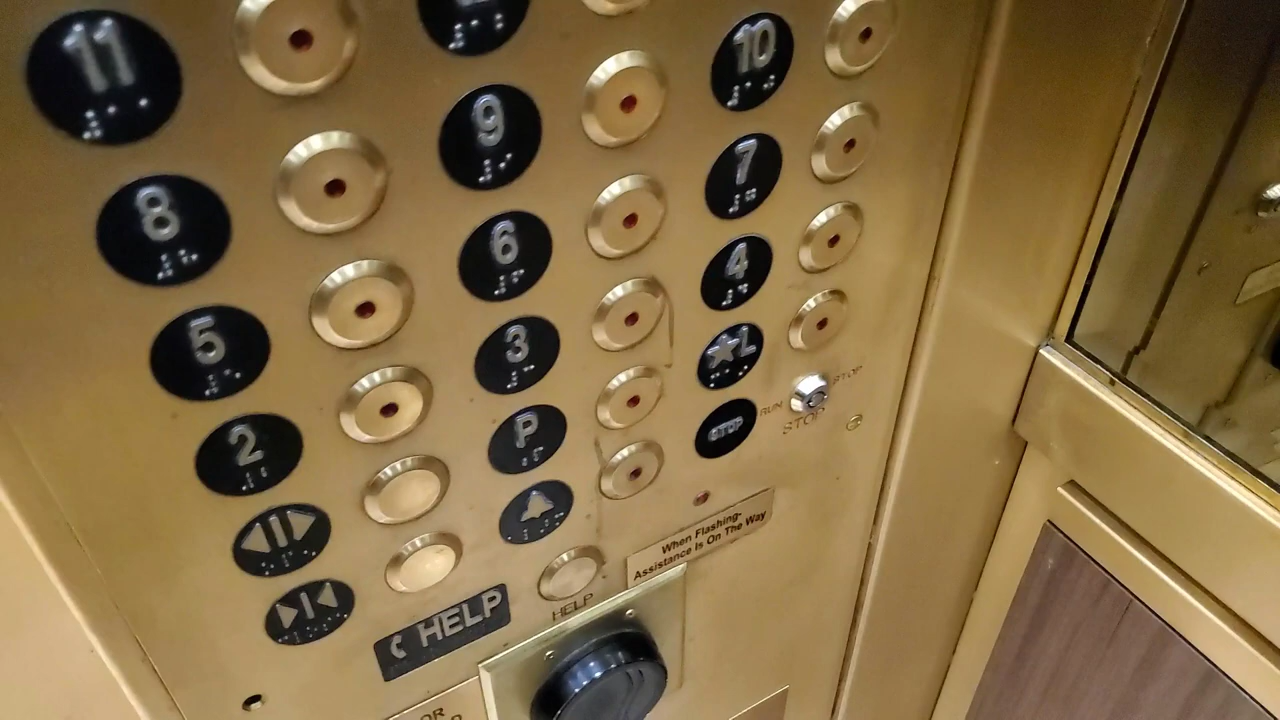 11
10
9
8
7
6
5
4
3
★L
2
P
STOP
RUN
STOP
STOP
When Flashing-
Assistance Is On The Way
HELP
HELP
OR